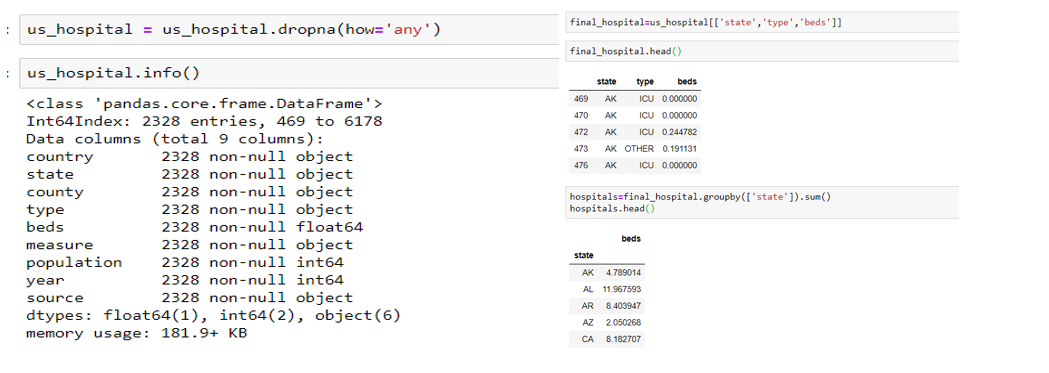 : us_hospital = us_hospital.dropna(how='any')
: us_hospital.info()
<class 'pandas.core.frame.DataFrame'>
Int64Index: 2328 entries, 469 to 6178
Data columns (total 9 columns):
country 2328 non-null object
state 2328 non-null object
county 2328 non-null object
type 2328 non-null object
beds 2328 non-null float64
measure 2328 non-null object
population 2328 non-null int64
year 2328 non-null int64
source 2328 non-null object
dtypes: float64(1), int64(2), object(6)
memory usage: 181.9+ KB
final_hospital=us_hospital[['state','type','beds']]
final_hospital.head()
state type beds
469 AK ICU 0.000000
470 AK ICU 0.000000
472 AK ICU 0.244782
473 AK OTHER 0.191131
476 AK ICU 0.000000
hospitals=final_hospital.groupby(['state']).sum()
hospitals.head()
beds
state
AK 4.789014
AL 11.967593
AR 8.403947
AZ 2.050268
CA 8.182707